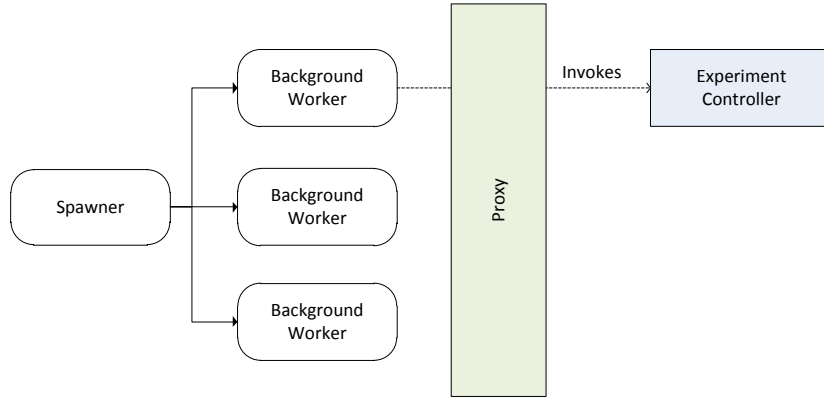 Background
Worker
Invokes
Experiment
Controller
Background
Worker
Spawner
Proxy
Background
Worker